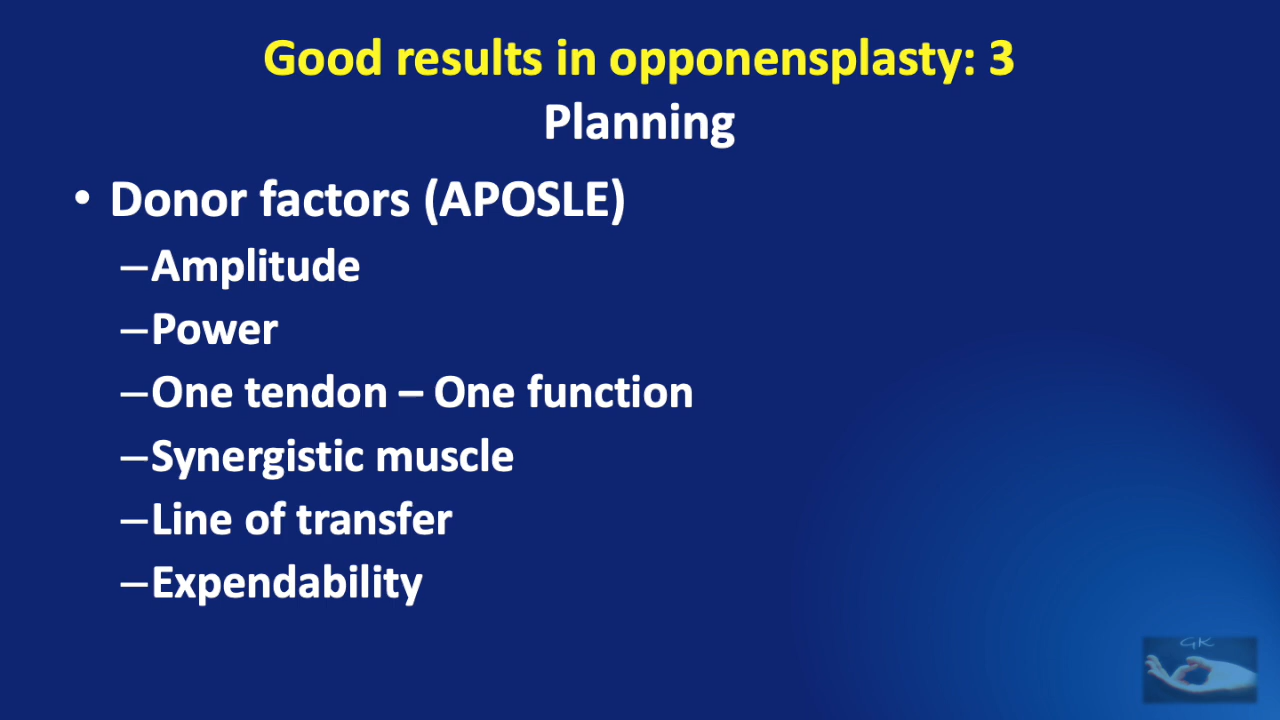 Good results in opponensplasty: 3
Planning
• Donor factors (APOSLE)
–Amplitude
–Power
–One tendon – One function
–Synergistic muscle
–Line of transfer
–Expendability
GK